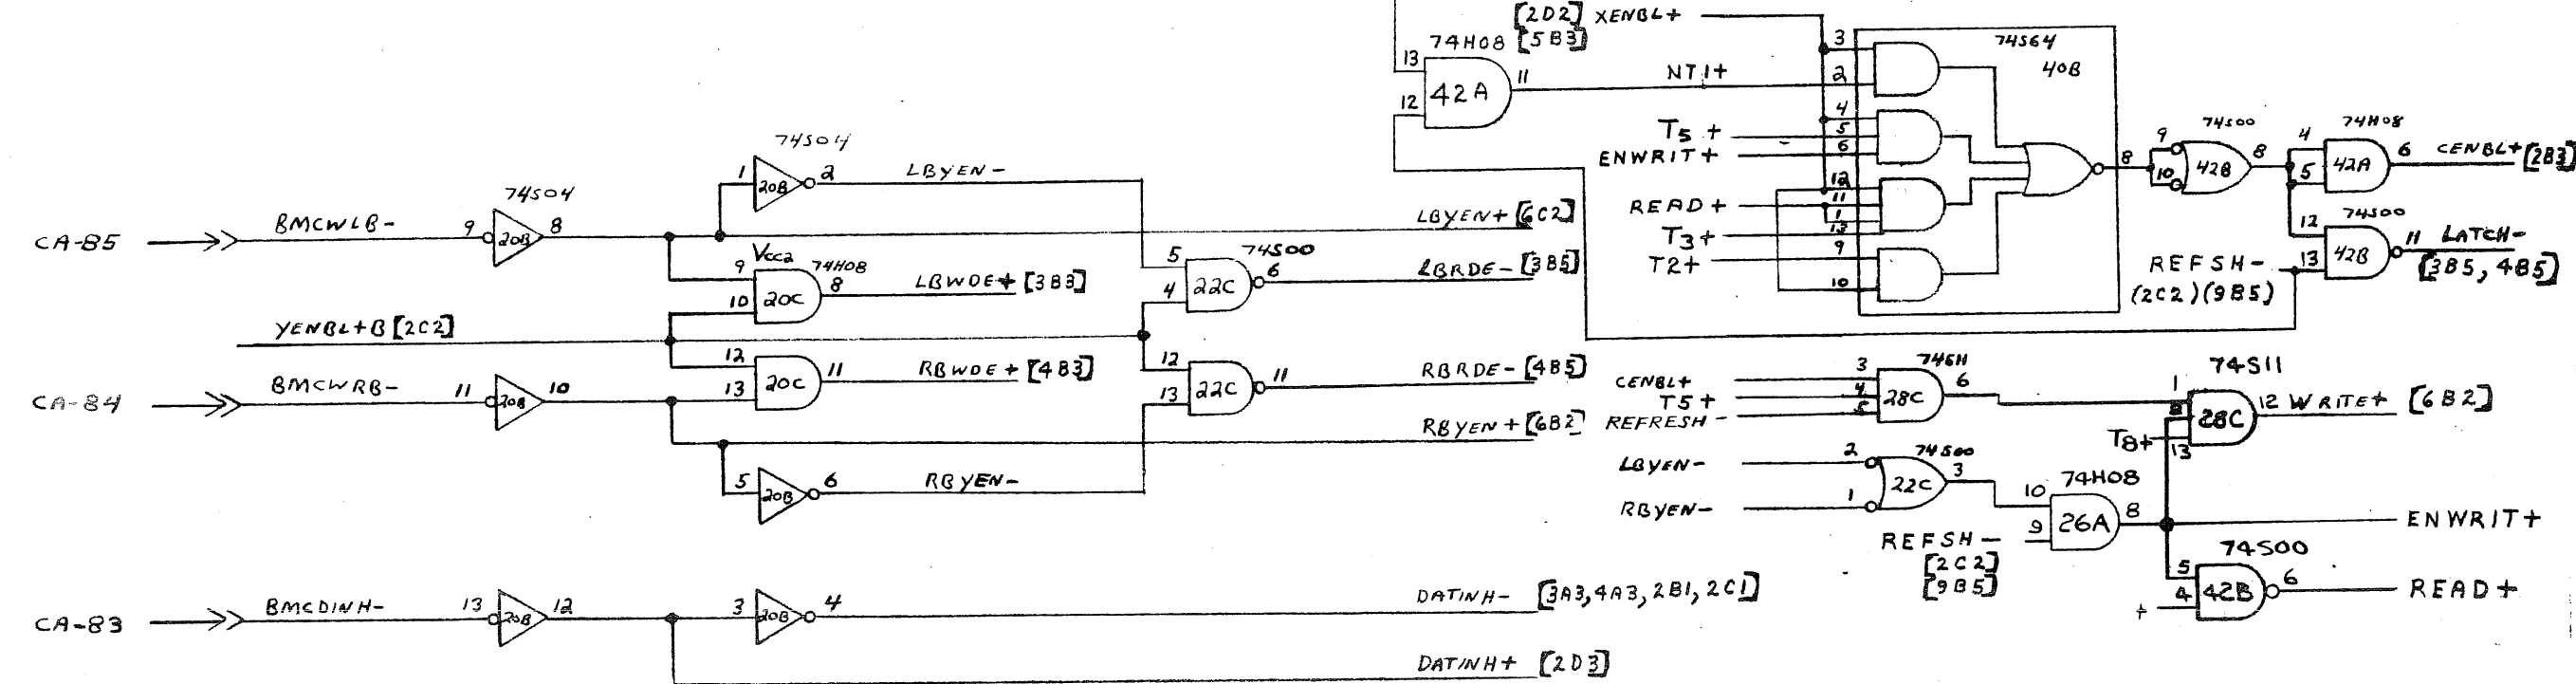 [2D2] XENBL+
[5B3]
74H08
13
12
42A
11
NT1+
3
2
74S64
40B
T5 +
ENWRIT+
4
5
6
READ+
T3+
T2+
12
11
1
13
9
10
8
9
10
74S00
42B
8
4
5
74H08
42A
6
CENBL+ [2B3]
12
13
74S00
42B
11
LATCH-
[3B5, 4B5]
REFSH-
(2C2)(9B5)
CA-85
BMCWLB-
9
74S04
20B
8
74S04
1
20B
2
LBYEN-
LBYEN+ [6C2]
VCC2
9
10
74H08
20C
8
LBWDE+ [3B3]
5
4
74S00
22C
6
LBRDE- [3B5]
YENBL+B [2C2]
12
13
20C
11
RBWDE+ [4B3]
12
13
22C
11
RBRDE- [4B5]
CA-84
BMCWRB-
11
20B
10
RBYEN+ [6B2]
5
20B
6
RBYEN-
CENBL+
T5+
REFRESH-
3
4
5
28C
6
74S11
1
28C
12
WRITE+ [6B2]
T8+
13
LBYEN-
RBYEN-
2
1
74S00
22C
3
74H08
10
9
26A
8
REFSH-
[2C2]
[9B5]
ENWRIT+
74S00
5
4
42B
6
READ+
+
CA-83
BMCDINH-
13
20B
12
3
20B
4
DATINH- [3A3,4A3,2B1,2C1]
DATINH+ [2D3]